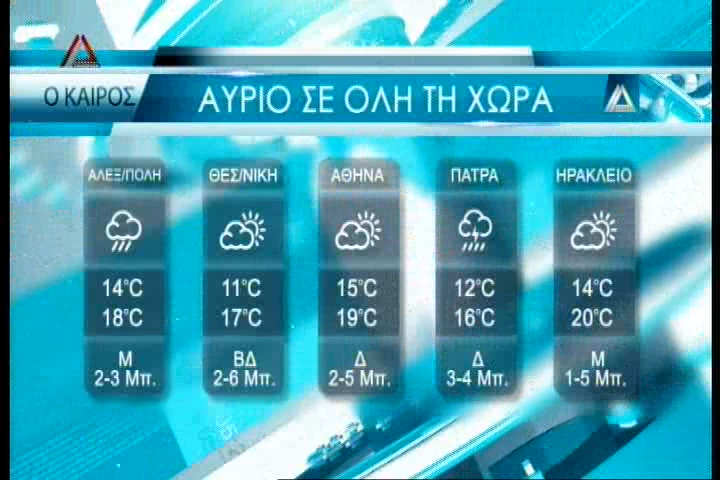 Ο ΚΑΙΡΟΣ
ΑΥΡΙΟ ΣΕ ΟΛΗ ΤΗ ΧΩΡΑ
ΑΛΕΞ/ΠΟΛΗ
14°C
18°C
Μ
2-3 Μπ.
ΘΕΣ/ΝΙΚΗ
11°C
17°C
ΒΔ
2-6 Μπ.
ΑΘΗΝΑ
15°C
19°C
Δ
2-5 Μπ.
ΠΑΤΡΑ
12°C
16°C
Δ
3-4 Μπ.
ΗΡΑΚΛΕΙΟ
14°C
20°C
Μ
1-5 Μπ.